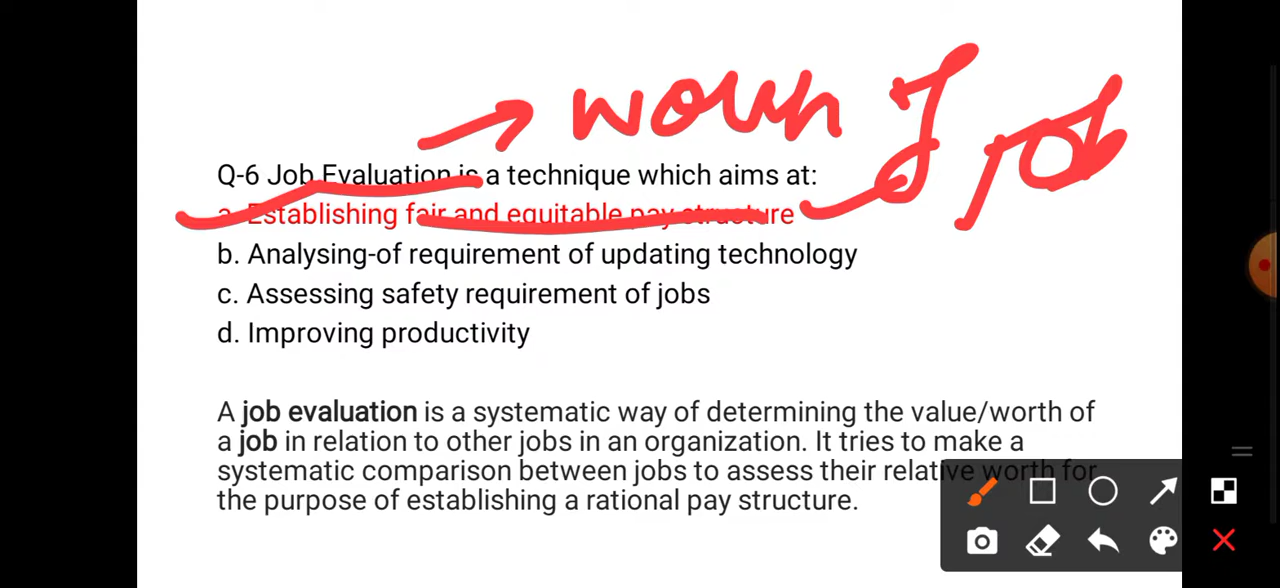 worth of job
Q-6 Job Evaluation is a technique which aims at:
a. Establishing fair and equitable pay structure
b. Analysing-of requirement of updating technology
c. Assessing safety requirement of jobs
d. Improving productivity
A job evaluation is a systematic way of determining the value/worth of
a job in relation to other jobs in an organization. It tries to make a
systematic comparison between jobs to assess their relative worth for
the purpose of establishing a rational pay structure.